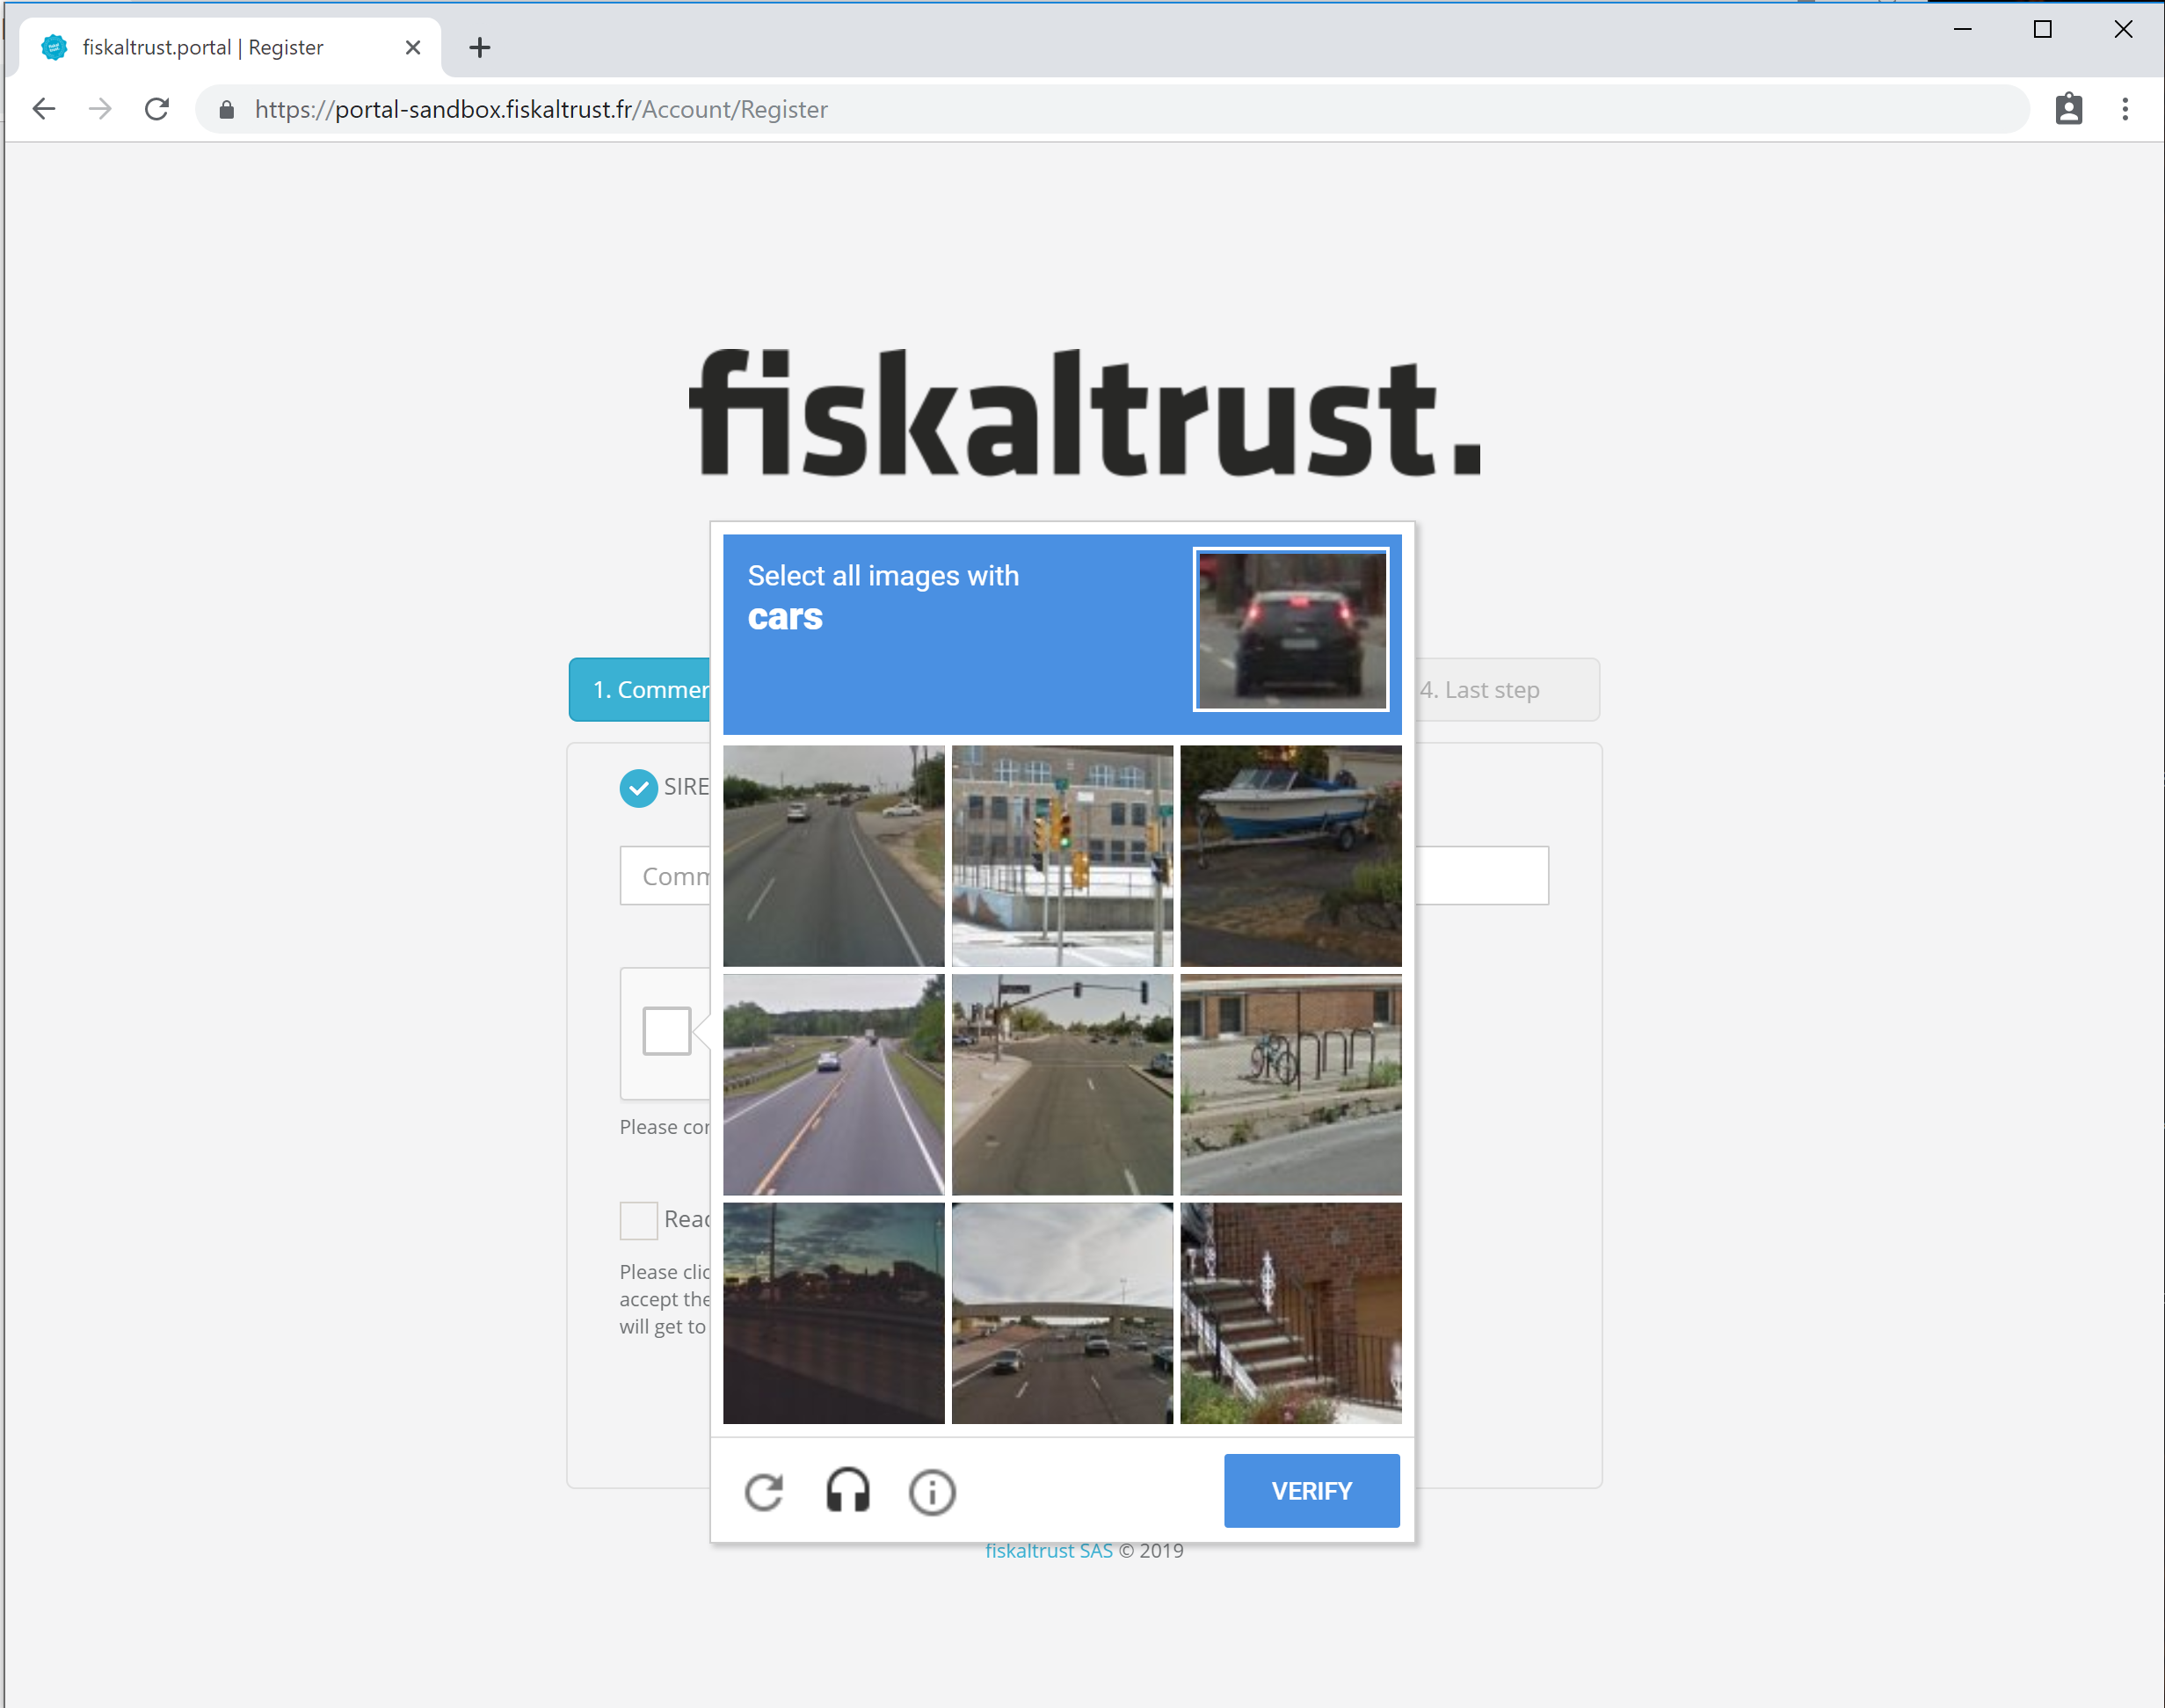 fiskaltrust.portal | Register
https://portal-sandbox.fiskaltrust.fr/Account/Register
fiskaltrust.
Select all images with
cars
1. Commer
4. Last step
SIRE
Comm
Please cor
Read
Please clic
accept the
will get to
VERIFY
fiskaltrust SAS © 2019